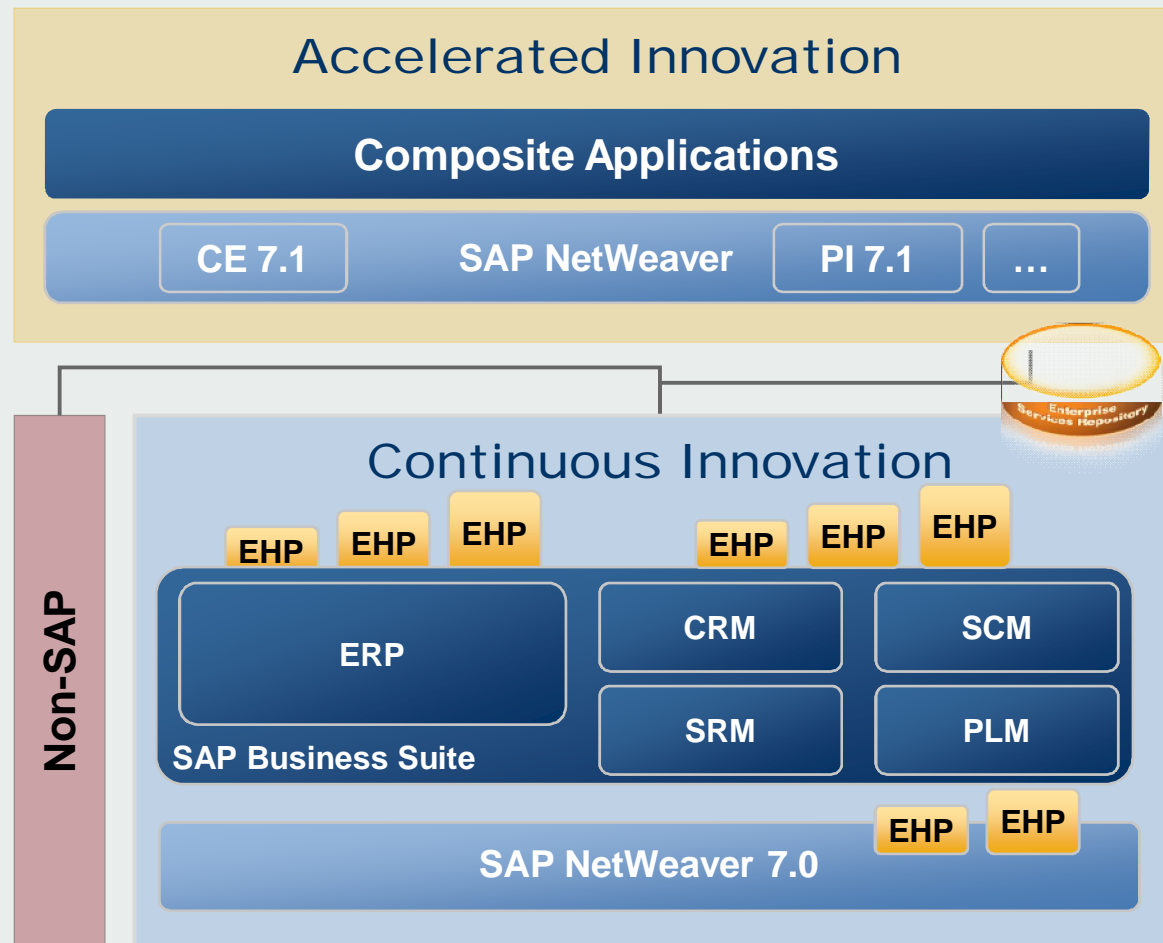 Accelerated Innovation
Composite Applications
CE 7.1
SAP NetWeaver
PI 7.1
...
Enterprise
Services Repository
Non-SAP
Continuous Innovation
EHP
EHP
EHP
EHP
EHP
EHP
ERP
CRM
SCM
SRM
PLM
SAP Business Suite
EHP
EHP
SAP NetWeaver 7.0